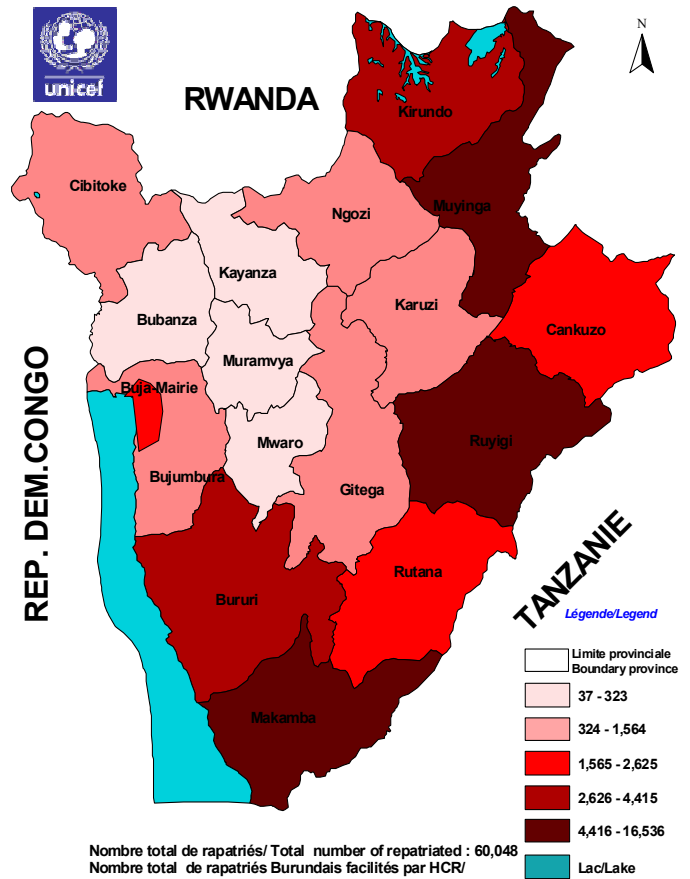 unicef
N
RWANDA
Kirundo
Cibitoke
Ngozi
Muyinga
Kayanza
Karuzi
Bubanza
Cankuzo
Muramvya
Buja-Mairie
Ruyigi
Mwaro
Bujumbura
Gitega
REP. DEM.CONGO
Rutana
TANZANIE
Bururi
Makamba
Légende/Legend
Limite provinciale
Boundary province
37 - 323
324 - 1,564
1,565 - 2,625
2,626 - 4,415
4,416 - 16,536
Lac/Lake
Nombre total de rapatriés/ Total number of repatriated : 60,048
Nombre total de rapatriés Burundais facilités par HCR/